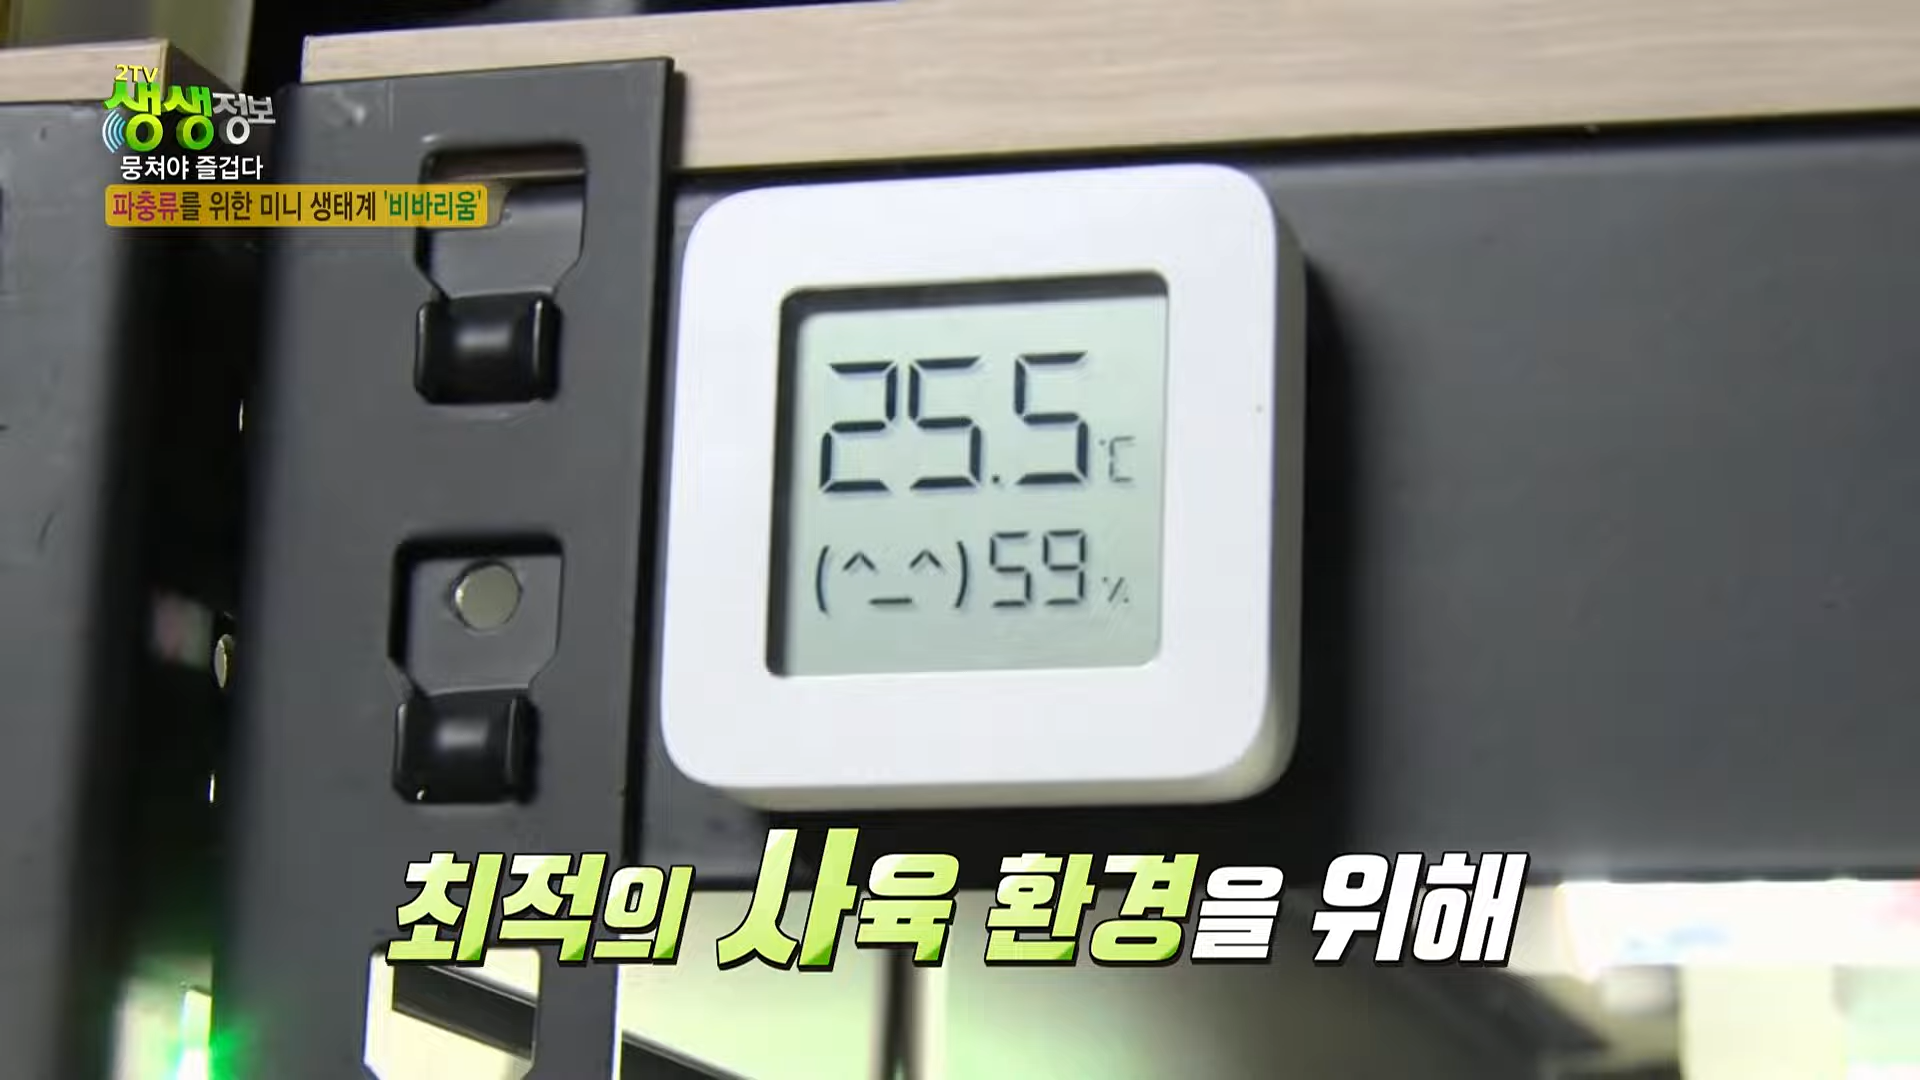 2TV
생생정보
뭉쳐야 즐겁다
파충류를 위한 미니 생태계 '비바리움'
25.5℃
(^_^) 59%
최적의 사육 환경을 위해